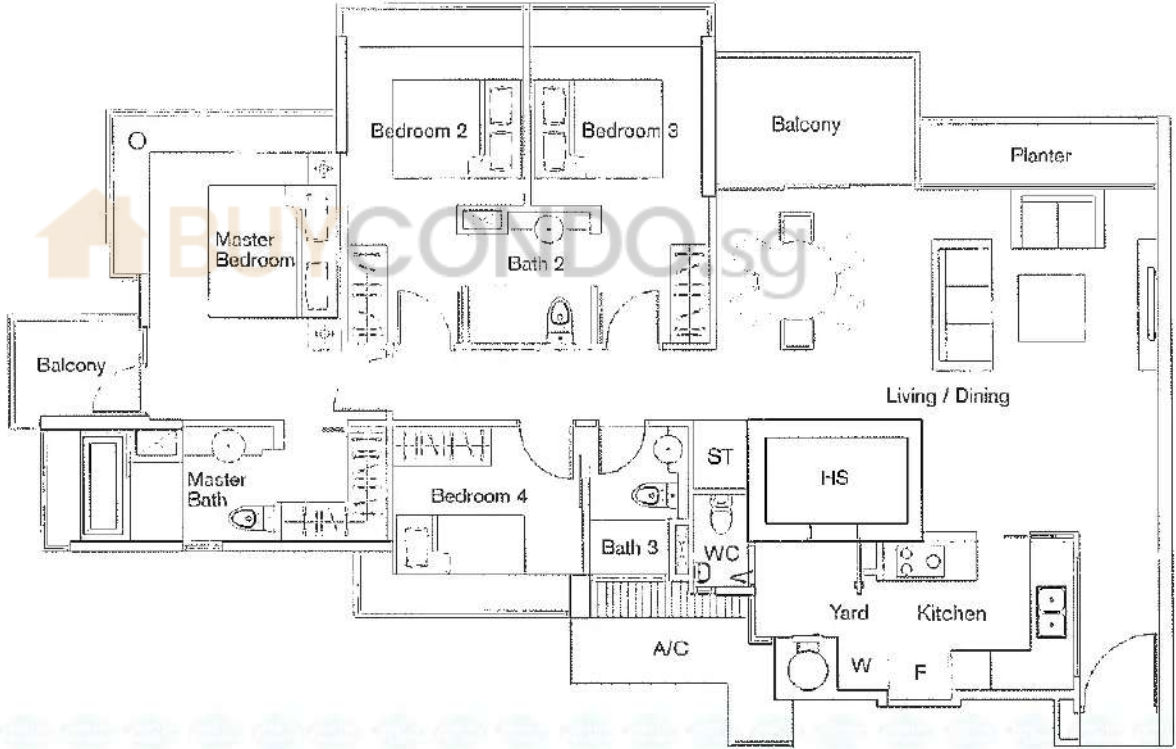 Bedroom 2
Bedroom 3
Balcony
Planter
BUYCONDO.sg
Master
Bedroom
Bath 2
Balcony
Living / Dining
Master
Bath
Bedroom 4
ST
HS
Bath 3
WC
Yard
Kitchen
A/C
W
F